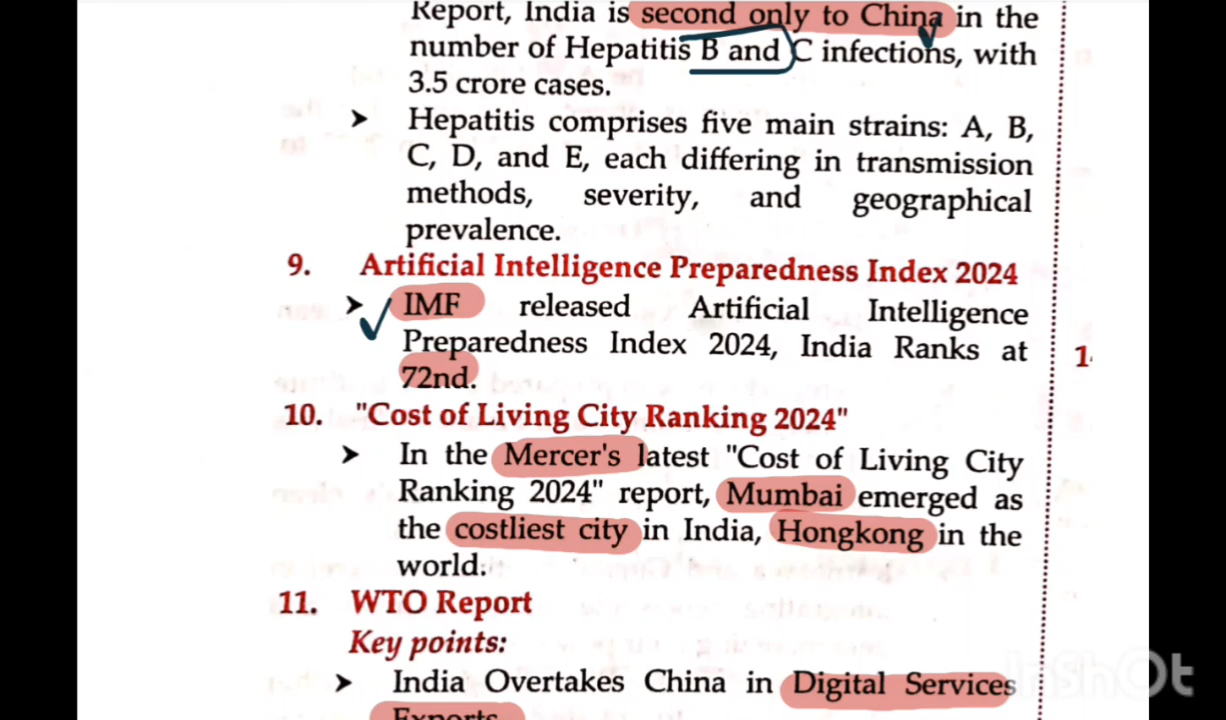 Report, India is second only to China in the
number of Hepatitis B and C infections, with
3.5 crore cases.
➤ Hepatitis comprises five main strains: A, B,
C, D, and E, each differing in transmission
methods, severity, and geographical
prevalence.
9. Artificial Intelligence Preparedness Index 2024
➤ IMF released Artificial Intelligence
Preparedness Index 2024, India Ranks at
72nd.
10. "Cost of Living City Ranking 2024"
➤ In the Mercer's latest "Cost of Living City
Ranking 2024" report, Mumbai emerged as
the costliest city in India, Hongkong in the
world.
11. WTO Report
Key points:
➤ India Overtakes China in Digital Services
Exports
InShOt